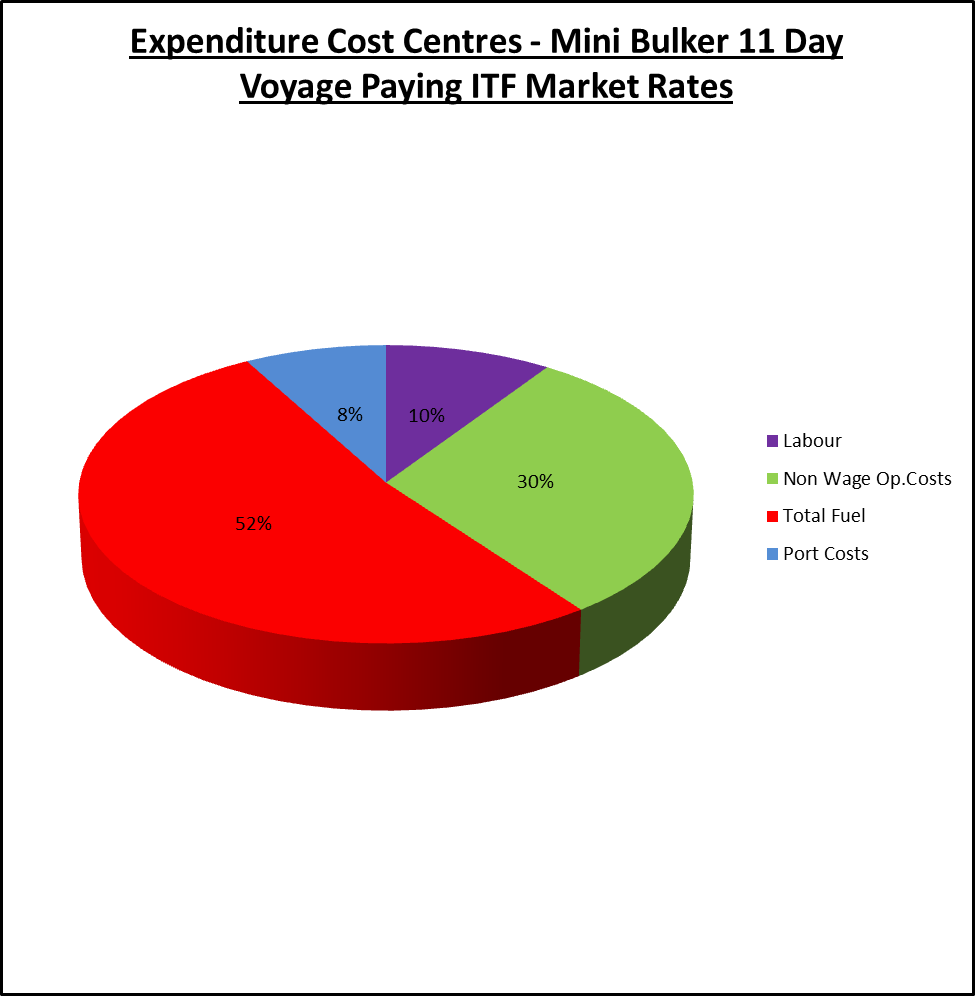 Expenditure Cost Centres - Mini Bulker 11 Day
Voyage Paying ITF Market Rates
8%
10%
30%
52%
Labour
Non Wage Op.Costs
Total Fuel
Port Costs